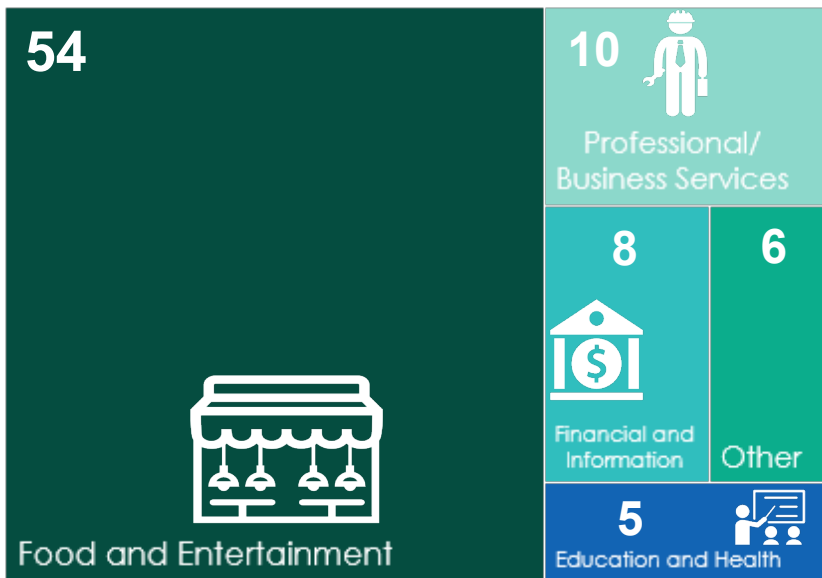 54
Food and Entertainment
10
Professional/
Business Services
8
$
Financial and
Information
6
Other
5
Education and Health